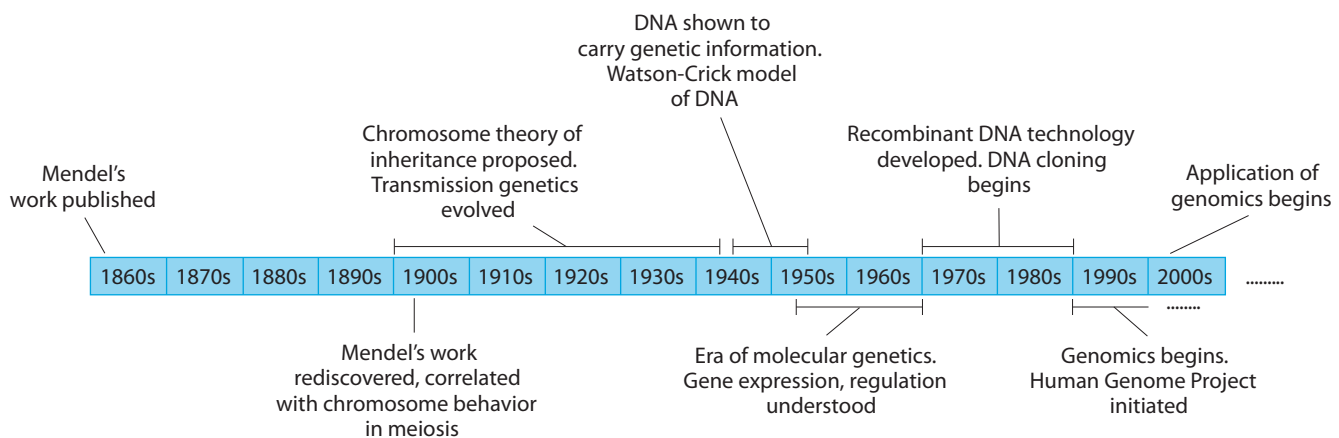 DNA shown to
carry genetic information.
Watson-Crick model
of DNA
Chromosome theory of
inheritance proposed.
Transmission genetics
evolved
Recombinant DNA technology
developed. DNA cloning
begins
Mendel’s
work published
Application of
genomics begins
1860s 1870s 1880s 1890s 1900s 1910s 1920s 1930s 1940s 1950s 1960s 1970s 1980s 1990s 2000s .........
........
Mendel’s work
rediscovered, correlated
with chromosome behavior
in meiosis
Era of molecular genetics.
Gene expression, regulation
understood
Genomics begins.
Human Genome Project
initiated